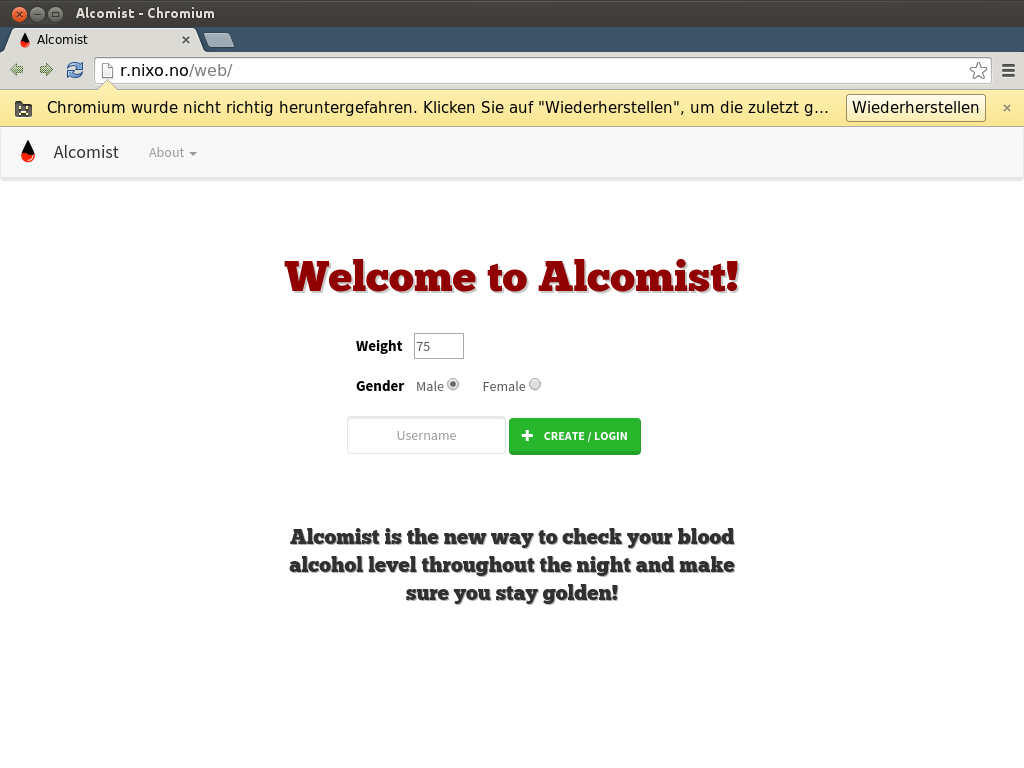 Alcomist - Chromium
Alcomist
r.nixo.no/web/
Chromium wurde nicht richtig heruntergefahren. Klicken Sie auf "Wiederherstellen", um die zuletzt g... Wiederherstellen
Alcomist About
Welcome to Alcomist!
Weight 75
Gender Male Female
Username CREATE / LOGIN
Alcomist is the new way to check your blood
alcohol level throughout the night and make
sure you stay golden!